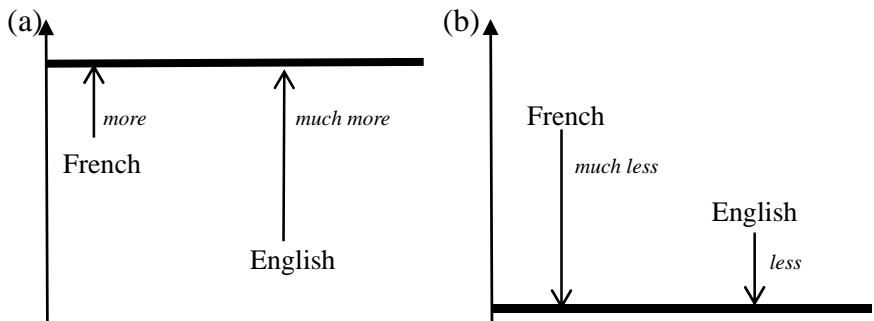 (a)
more
much more
French
English
(b)
French
much less
English
less